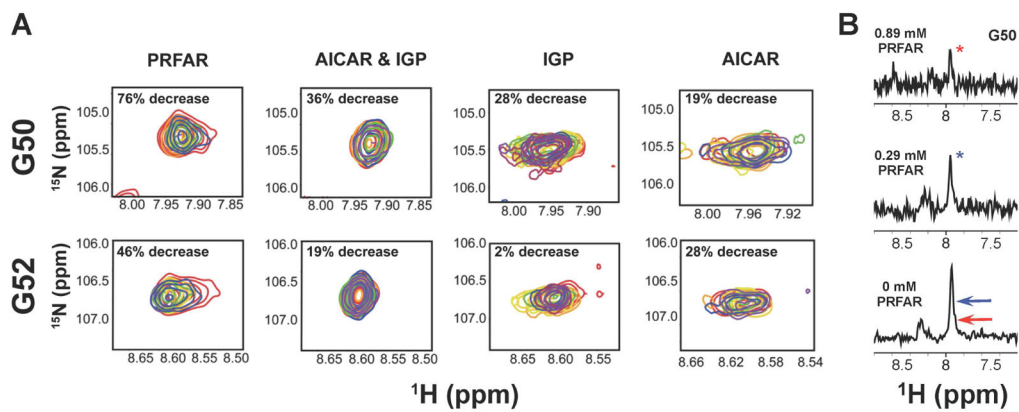 A
B
PRFAR
AICAR & IGP
IGP
AICAR
G50
¹⁵N (ppm)
76% decrease
105.0
105.5
106.0
8.00 7.95 7.90 7.85
36% decrease
105.0
105.5
106.0
8.00 7.95 7.90 7.85
28% decrease
105.0
105.5
106.0
8.00 7.95 7.90
19% decrease
105.0
105.5
106.0
8.00 7.96 7.92
G52
¹⁵N (ppm)
46% decrease
106.0
106.5
107.0
8.65 8.60 8.55 8.50
19% decrease
106.0
106.5
107.0
8.65 8.60 8.55 8.50
2% decrease
106.0
106.5
107.0
8.65 8.60 8.55
28% decrease
106.0
106.5
107.0
8.66 8.62 8.58 8.54
¹H (ppm)
G50
0.89 mM
PRFAR
*
8.5 8 7.5
0.29 mM
PRFAR
*
8.5 8 7.5
0 mM
PRFAR
8.5 8 7.5
¹H (ppm)